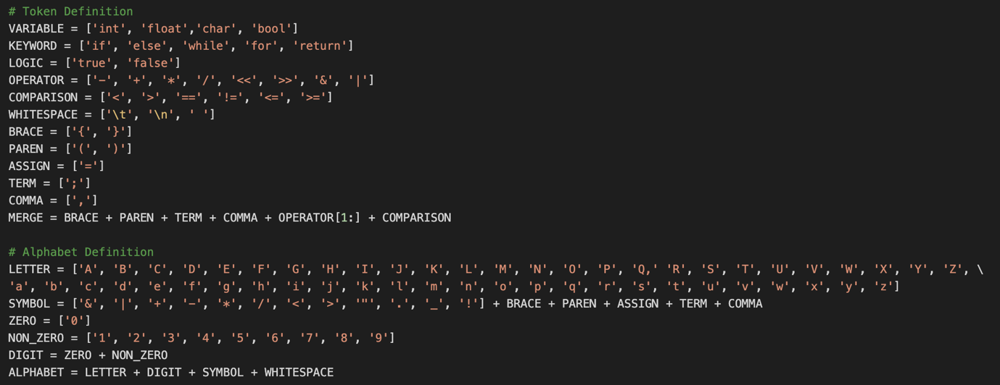 # Token Definition
VARIABLE = ['int', 'float','char', 'bool']
KEYWORD = ['if', 'else', 'while', 'for', 'return']
LOGIC = ['true', 'false']
OPERATOR = ['-', '+', '*', '/', '<<', '>>', '&', '|']
COMPARISON = ['<', '>', '==', '!=', '<=', '>=']
WHITESPACE = ['\t', '\n', ' ']
BRACE = ['{', '}']
PAREN = ['(', ')']
ASSIGN = ['=']
TERM = [';']
COMMA = [',']
MERGE = BRACE + PAREN + TERM + COMMA + OPERATOR[1:] + COMPARISON
# Alphabet Definition
LETTER = ['A', 'B', 'C', 'D', 'E', 'F', 'G', 'H', 'I', 'J', 'K', 'L', 'M', 'N', 'O', 'P', 'Q,' 'R', 'S', 'T', 'U', 'V', 'W', 'X', 'Y', 'Z', \
'a', 'b', 'c', 'd', 'e', 'f', 'g', 'h', 'i', 'j', 'k', 'l', 'm', 'n', 'o', 'p', 'q', 'r', 's', 't', 'u', 'v', 'w', 'x', 'y', 'z']
SYMBOL = ['&', '|', '+', '-', '*', '/', '<', '>', '"', '.', '_', '!'] + BRACE + PAREN + ASSIGN + TERM + COMMA
ZERO = ['0']
NON_ZERO = ['1', '2', '3', '4', '5', '6', '7', '8', '9']
DIGIT = ZERO + NON_ZERO
ALPHABET = LETTER + DIGIT + SYMBOL + WHITESPACE